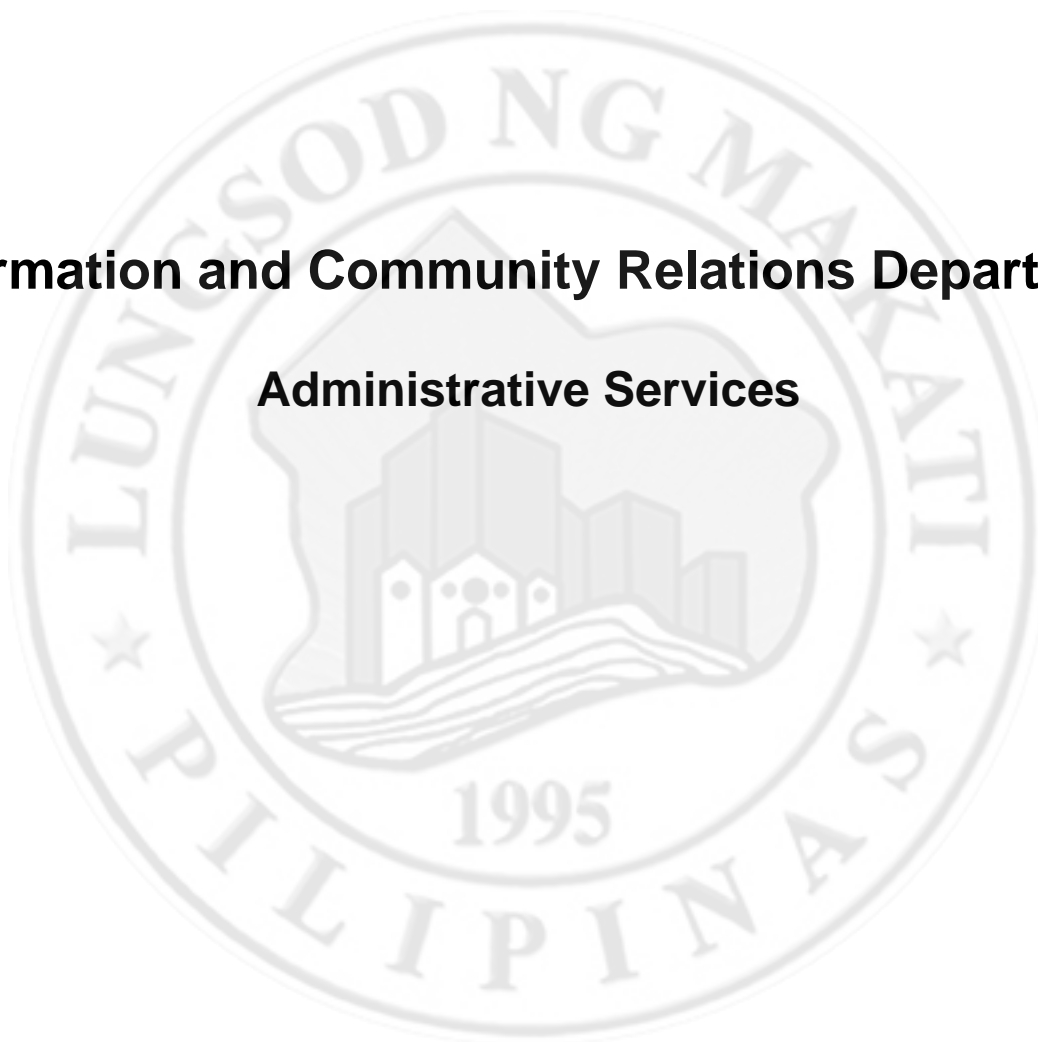 LUNGSOD NG MAKATI
rmation and Community Relations Depart
Administrative Services
1995
PILIPINAS